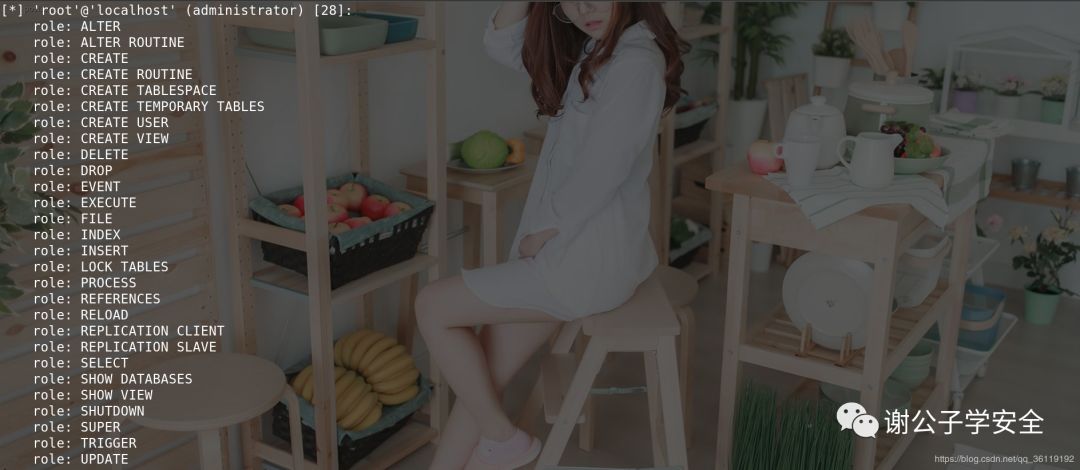 [*] 'root'@'localhost' (administrator) [28]:
role: ALTER
role: ALTER ROUTINE
role: CREATE
role: CREATE ROUTINE
role: CREATE TABLESPACE
role: CREATE TEMPORARY TABLES
role: CREATE USER
role: CREATE VIEW
role: DELETE
role: DROP
role: EVENT
role: EXECUTE
role: FILE
role: INDEX
role: INSERT
role: LOCK TABLES
role: PROCESS
role: REFERENCES
role: RELOAD
role: REPLICATION CLIENT
role: REPLICATION SLAVE
role: SELECT
role: SHOW DATABASES
role: SHOW VIEW
role: SHUTDOWN
role: SUPER
role: TRIGGER
role: UPDATE
谢公子学安全
https://blog.csdn.net/qq_36119192